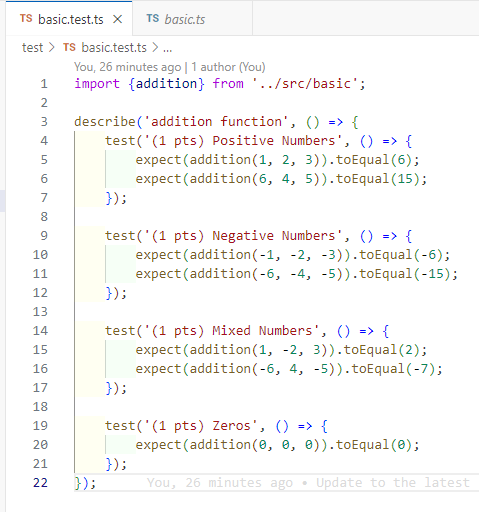 TS basic.test.ts × TS basic.ts
test > TS basic.test.ts > ...
You, 26 minutes ago | 1 author (You)
1 import {addition} from '../src/basic';
2
3 describe('addition function', () => {
4 test('(1 pts) Positive Numbers', () => {
5 expect(addition(1, 2, 3)).toEqual(6);
6 expect(addition(6, 4, 5)).toEqual(15);
7 });
8
9 test('(1 pts) Negative Numbers', () => {
10 expect(addition(-1, -2, -3)).toEqual(-6);
11 expect(addition(-6, -4, -5)).toEqual(-15);
12 });
13
14 test('(1 pts) Mixed Numbers', () => {
15 expect(addition(1, -2, 3)).toEqual(2);
16 expect(addition(-6, 4, -5)).toEqual(-7);
17 });
18
19 test('(1 pts) Zeros', () => {
20 expect(addition(0, 0, 0)).toEqual(0);
21 });
22 }); You, 26 minutes ago • Update to the latest